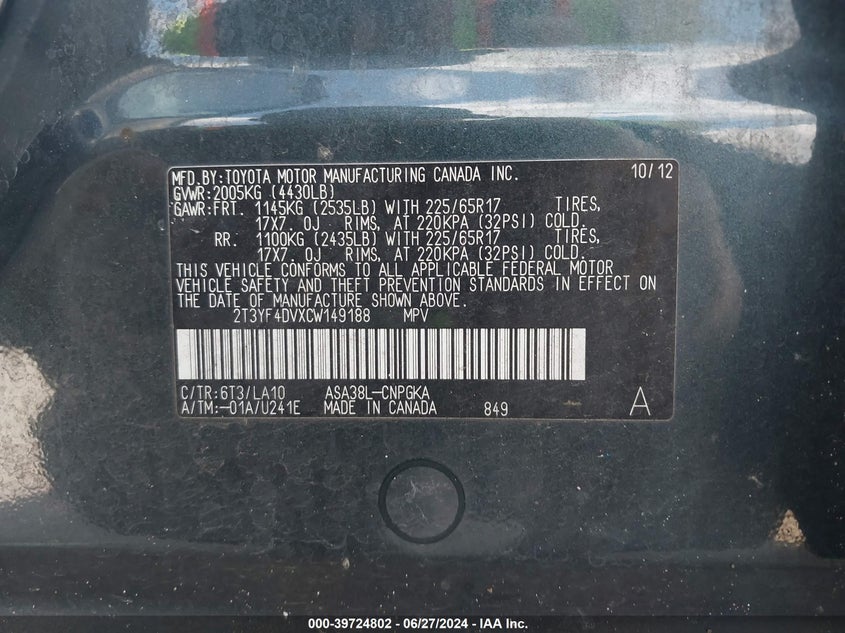 MFD.BY:TOYOTA MOTOR MANUFACTURING CANADA INC. 10/12
GVWR:2005KG (4430LB)
GAWR:FRT. 1145KG (2535LB) WITH 225/65R17 TIRES,
17X7.0J RIMS, AT 220KPA (32PSI) COLD.
RR. 1100KG (2435LB) WITH 225/65R17 TIRES,
17X7.0J RIMS, AT 220KPA (32PSI) COLD.
THIS VEHICLE CONFORMS TO ALL APPLICABLE FEDERAL MOTOR
VEHICLE SAFETY AND THEFT PREVENTION STANDARDS IN EFFECT ON
THE DATE OF MANUFACTURE SHOWN ABOVE.
2T3YF4DVXCW149188 MPV
C/TR:6T3/LA10 ASA38L-CNPGKA
A/TM:-01A/U241E MADE IN CANADA 849 A
000-39724802 - 06/27/2024 - IAA Inc.